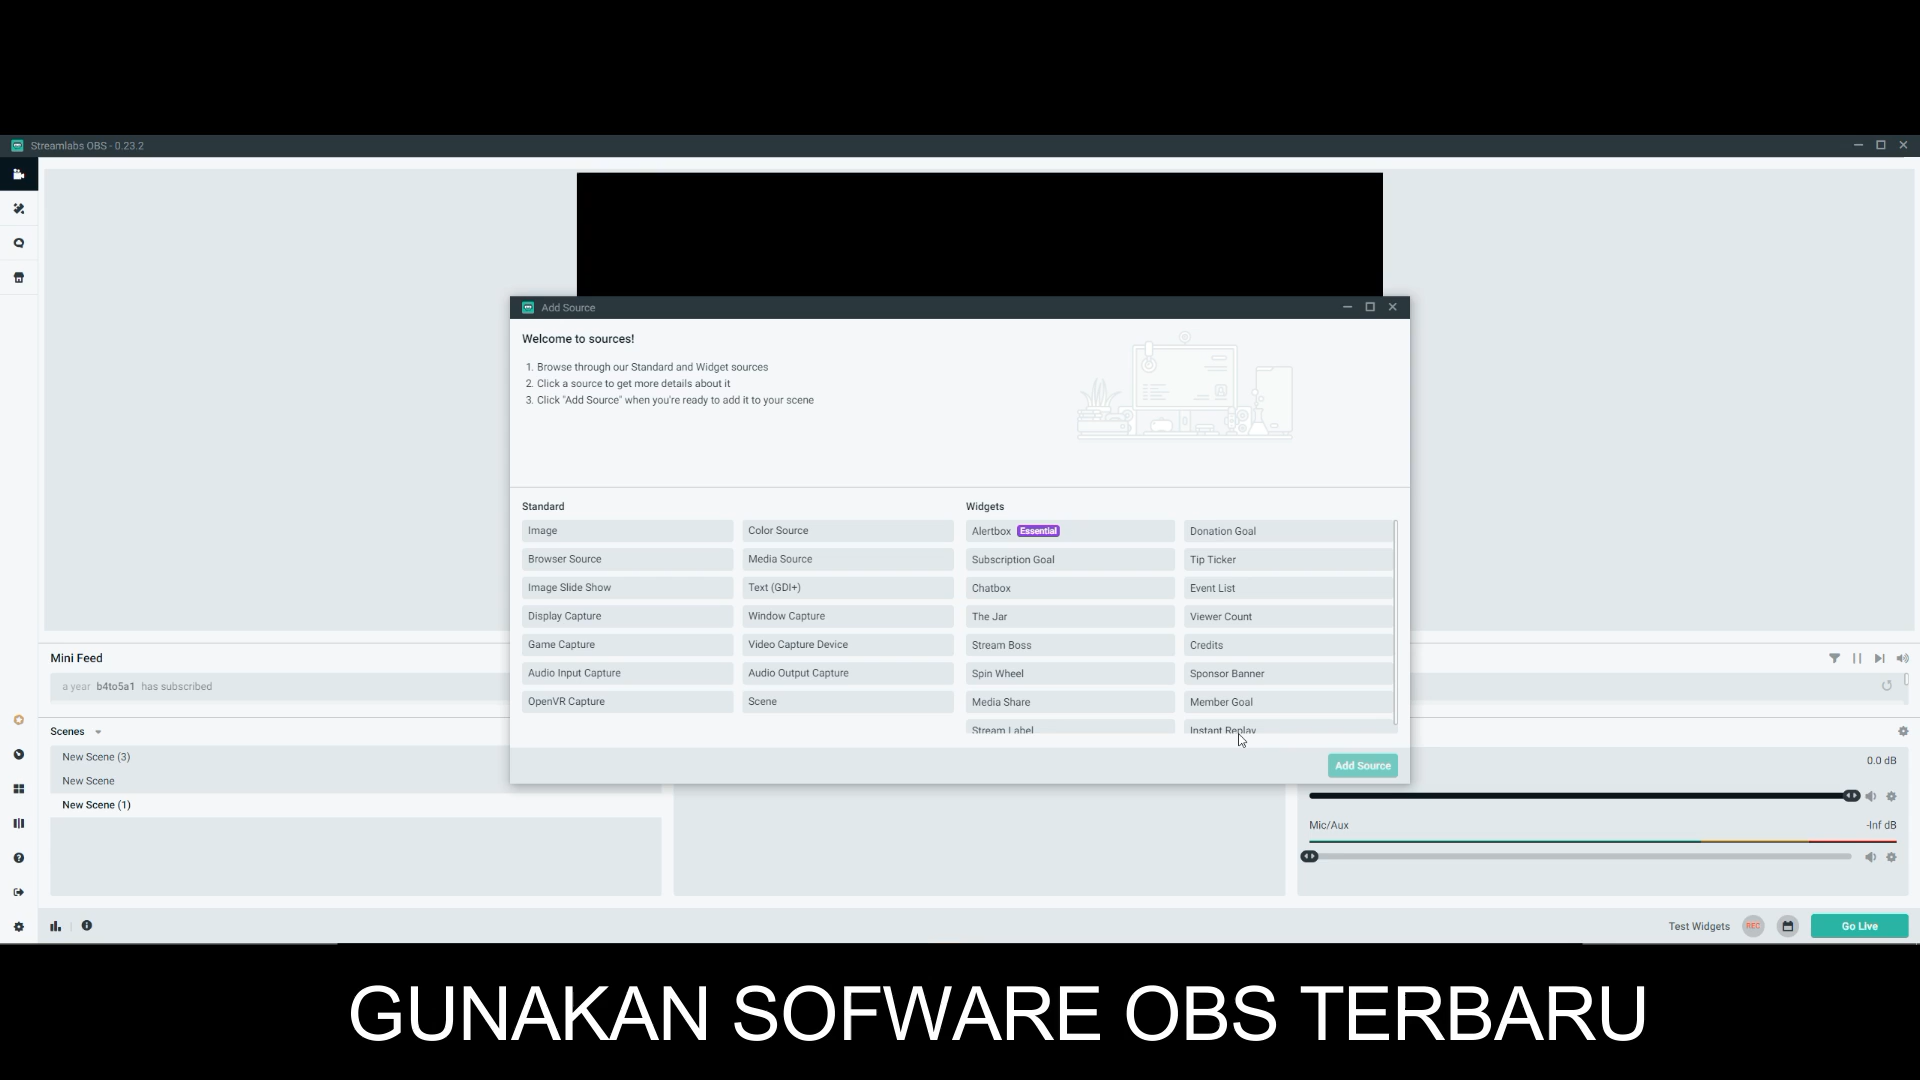 Streamlabs OBS - 0.23.2
Add Source
Welcome to sources!
1. Browse through our Standard and Widget sources
2. Click a source to get more details about it
3. Click "Add Source" when you're ready to add it to your scene
Standard
Image
Color Source
Browser Source
Media Source
Image Slide Show
Text (GDI+)
Display Capture
Window Capture
Game Capture
Video Capture Device
Audio Input Capture
Audio Output Capture
OpenVR Capture
Scene
Widgets
Alertbox Essential
Donation Goal
Subscription Goal
Tip Ticker
Chatbox
Event List
The Jar
Viewer Count
Stream Boss
Credits
Spin Wheel
Sponsor Banner
Media Share
Member Goal
Stream Label
Instant Replay
Add Source
Mini Feed
a year b4to5a1 has subscribed
Scenes
New Scene (3)
New Scene
New Scene (1)
0.0 dB
Mic/Aux
-Inf dB
Test Widgets
REC
Go Live
GUNAKAN SOFWARE OBS TERBARU